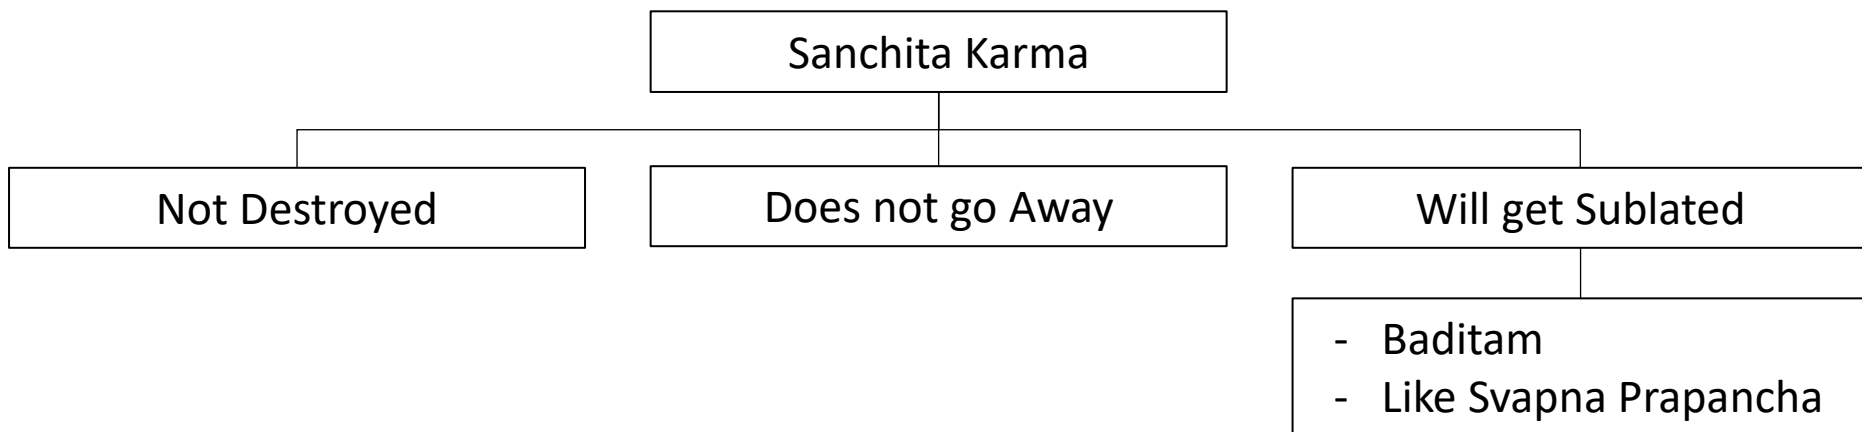 Sanchita Karma
Not Destroyed
Does not go Away
Will get Sublated
- Baditam
- Like Svapna Prapancha